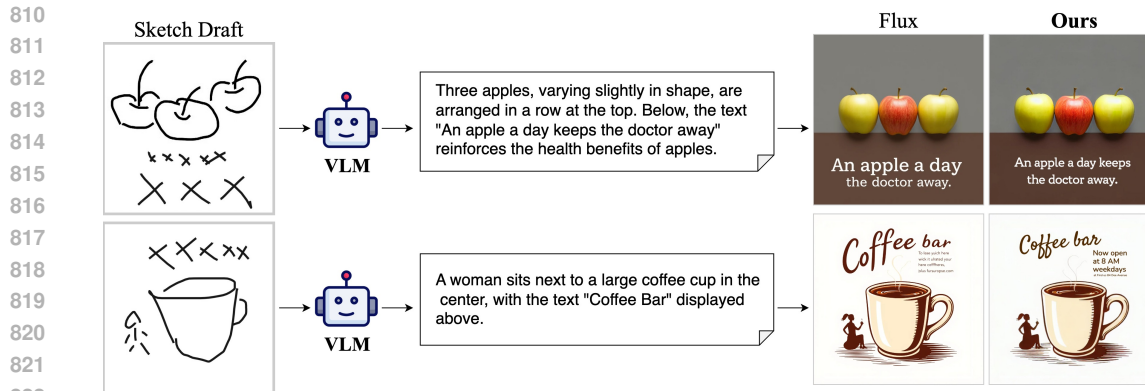 810
811
812
813
814
815
816
817
818
819
820
821
Sketch Draft
Flux
Ours
VLM
Three apples, varying slightly in shape, are
arranged in a row at the top. Below, the text
"An apple a day keeps the doctor away"
reinforces the health benefits of apples.
An apple a day
the doctor away.
An apple a day keeps
the doctor away.
VLM
A woman sits next to a large coffee cup in the
center, with the text "Coffee Bar" displayed
above.
Coffee bar
Coffee bar
Now open
at 8 AM
weekdays